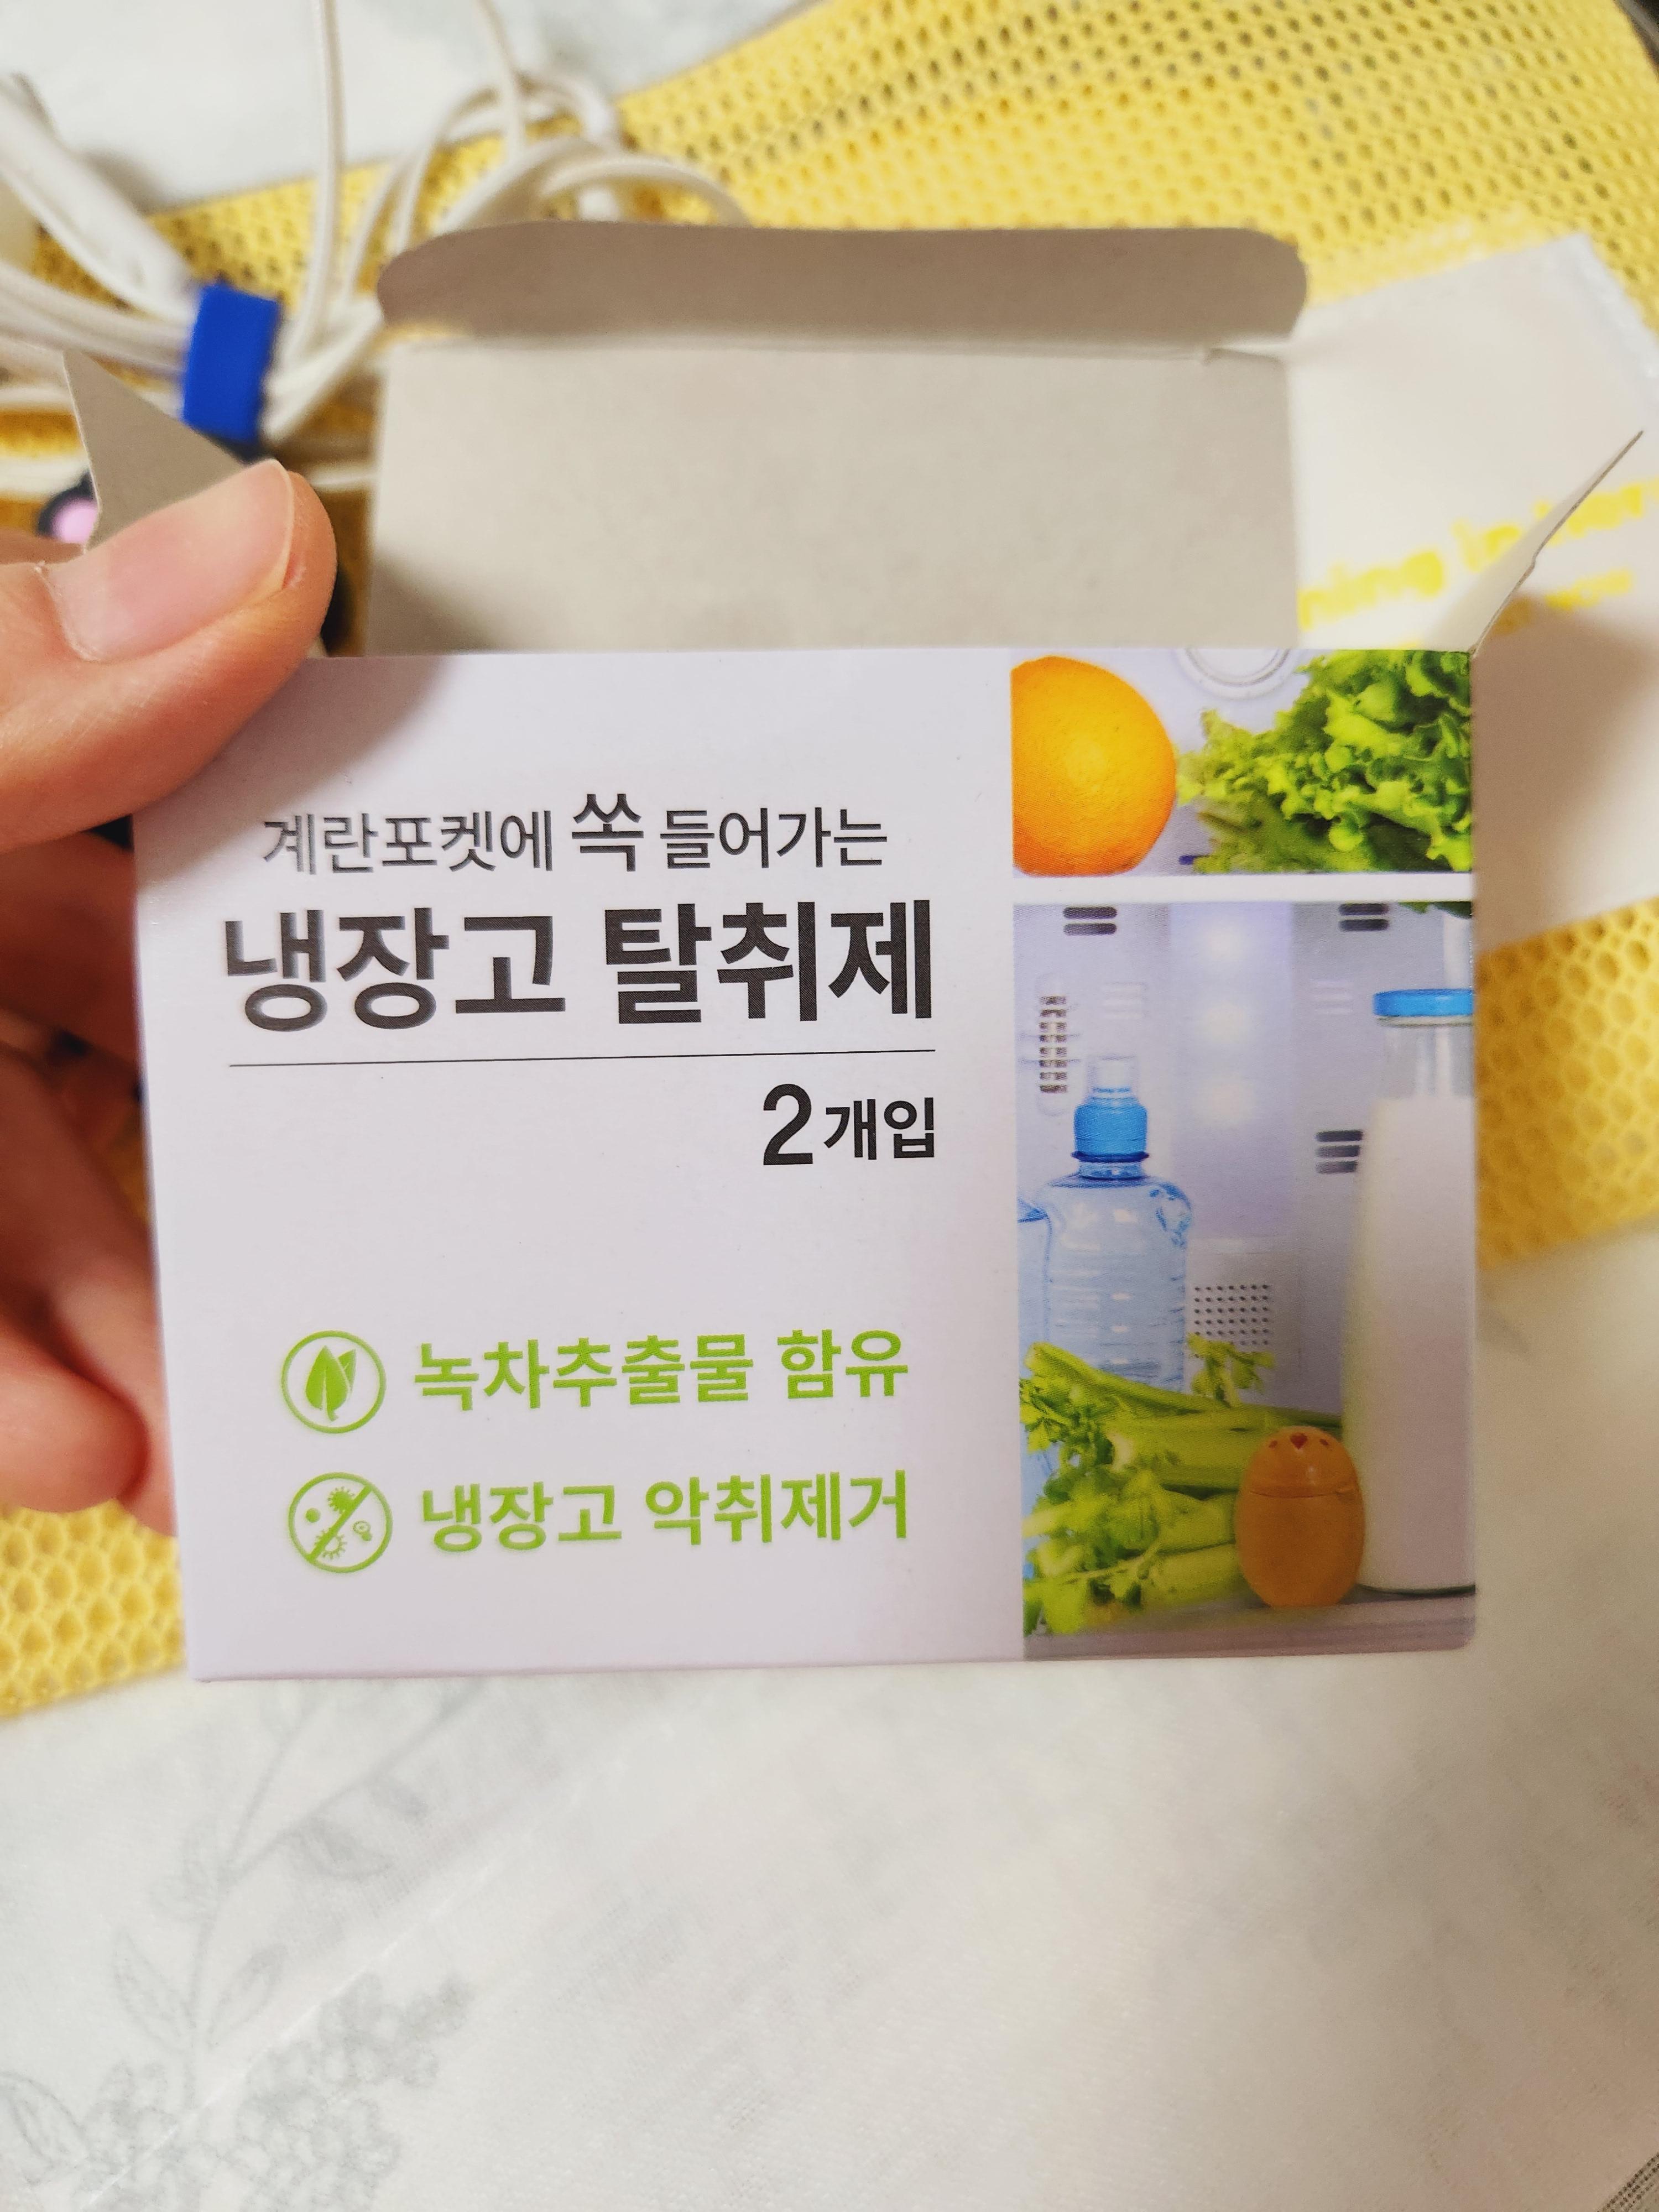 계란포켓에 쏙 들어가는
냉장고 탈취제
2개입
녹차추출물 함유
냉장고 악취제거